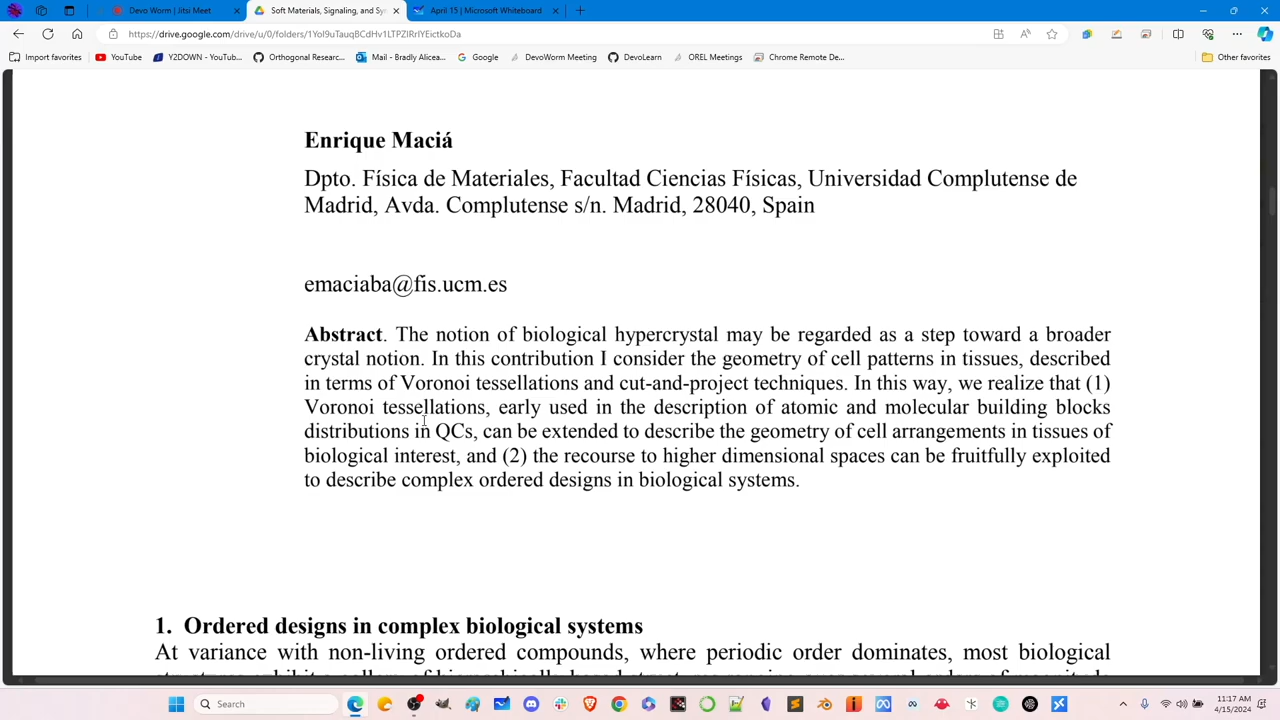 Devo Worm | Jitsi Meet
Soft Materials, Signaling, and Sy
April 15 | Microsoft Whiteboard
https://drive.google.com/drive/u/0/folders/1Yol9uTauqBCdHv1LTPZlRrIYEictkoDa
Import favorites
YouTube
Y2DOWN - YouTub...
Orthogonal Researc...
Mail - Bradly Alicea...
Google
DevoWorm Meeting
DevoLearn
OREL Meetings
Chrome Remote De...
Other favorites
Enrique Maciá
Dpto. Física de Materiales, Facultad Ciencias Físicas, Universidad Complutense de
Madrid, Avda. Complutense s/n. Madrid, 28040, Spain
emaciaba@fis.ucm.es
Abstract. The notion of biological hypercrystal may be regarded as a step toward a broader
crystal notion. In this contribution I consider the geometry of cell patterns in tissues, described
in terms of Voronoi tessellations and cut-and-project techniques. In this way, we realize that (1)
Voronoi tessellations, early used in the description of atomic and molecular building blocks
distributions in QCs, can be extended to describe the geometry of cell arrangements in tissues of
biological interest, and (2) the recourse to higher dimensional spaces can be fruitfully exploited
to describe complex ordered designs in biological systems.
1. Ordered designs in complex biological systems
At variance with non-living ordered compounds, where periodic order dominates, most biological
Search
11:17 AM
4/15/2024